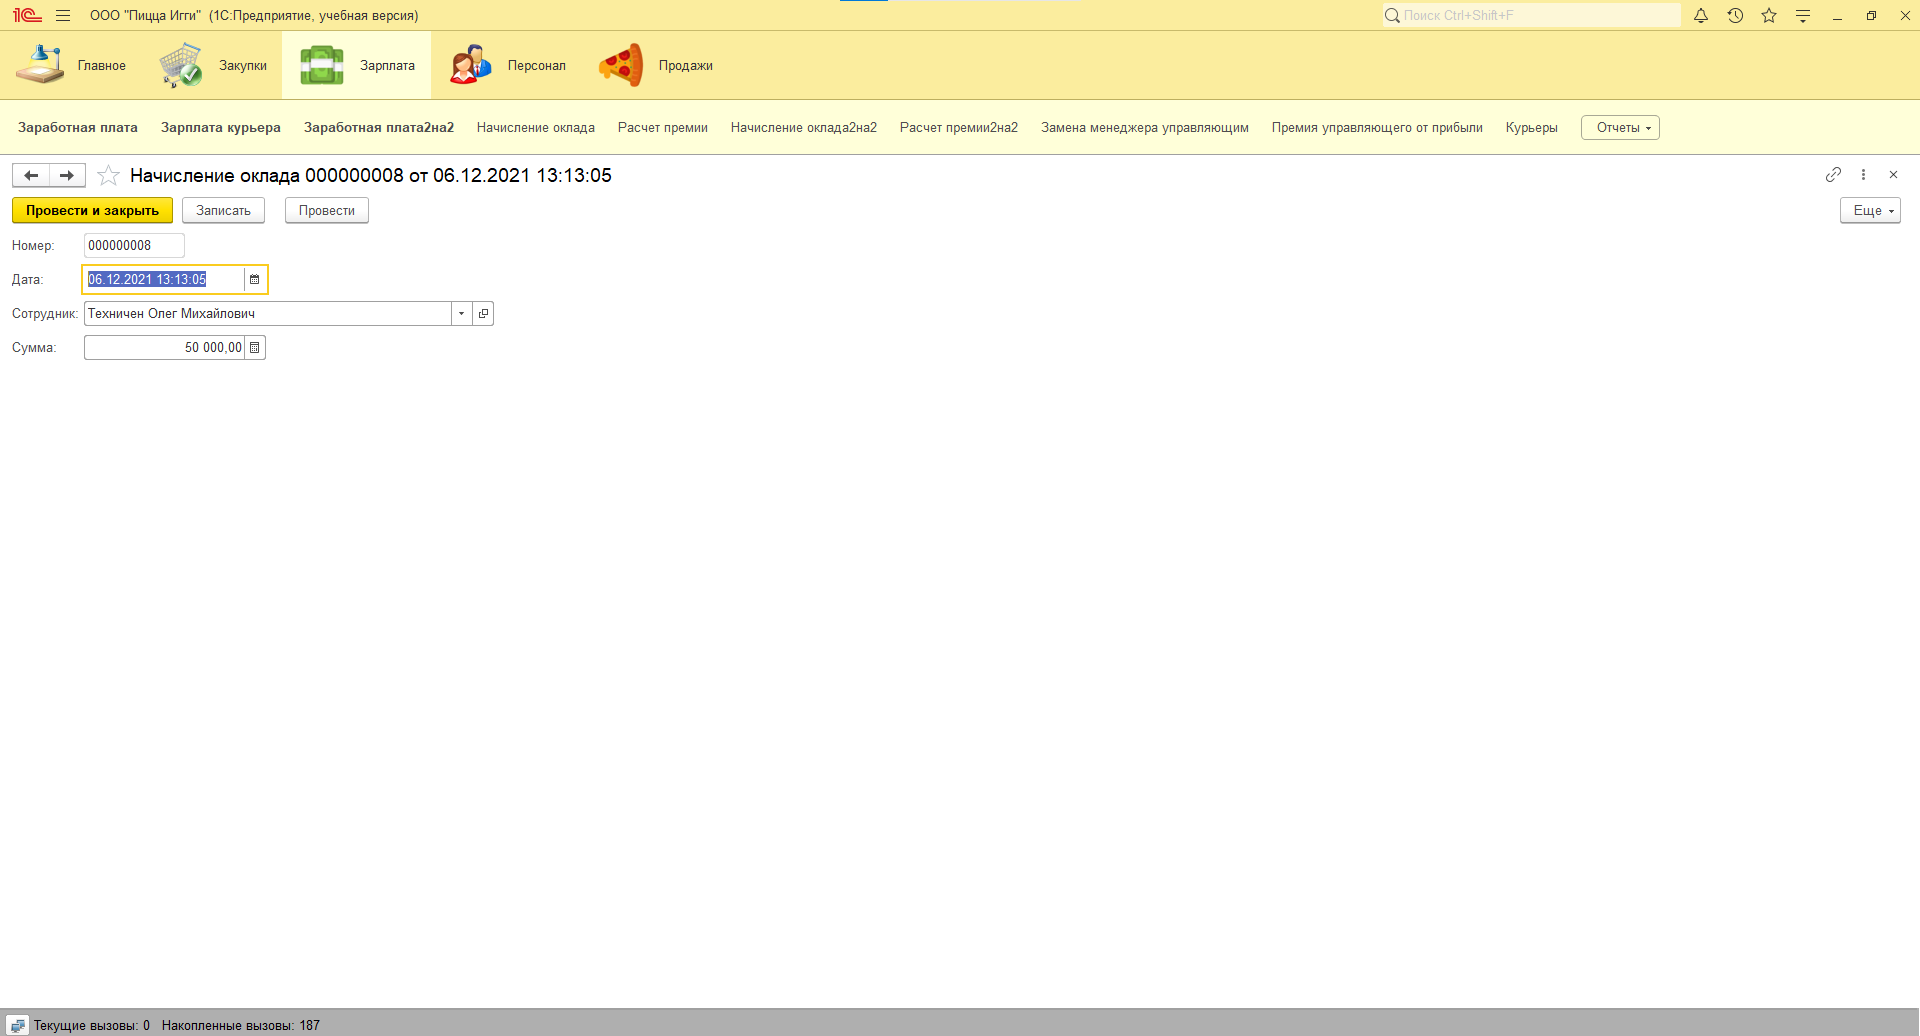 1С ООО "Пицца Игги" (1С:Предприятие, учебная версия) Поиск Ctrl+Shift+F
Главное Закупки Зарплата Персонал Продажи
Заработная плата Зарплата курьера Заработная плата2на2 Начисление оклада Расчет премии Начисление оклада2на2 Расчет премии2на2 Замена менеджера управляющим Премия управляющего от прибыли Курьеры Отчеты
Начисление оклада 000000008 от 06.12.2021 13:13:05
Провести и закрыть Записать Провести Еще
Номер: 000000008
Дата: 06.12.2021 13:13:05
Сотрудник: Техничен Олег Михайлович
Сумма: 50 000,00
Текущие вызовы: 0 Накопленные вызовы: 187